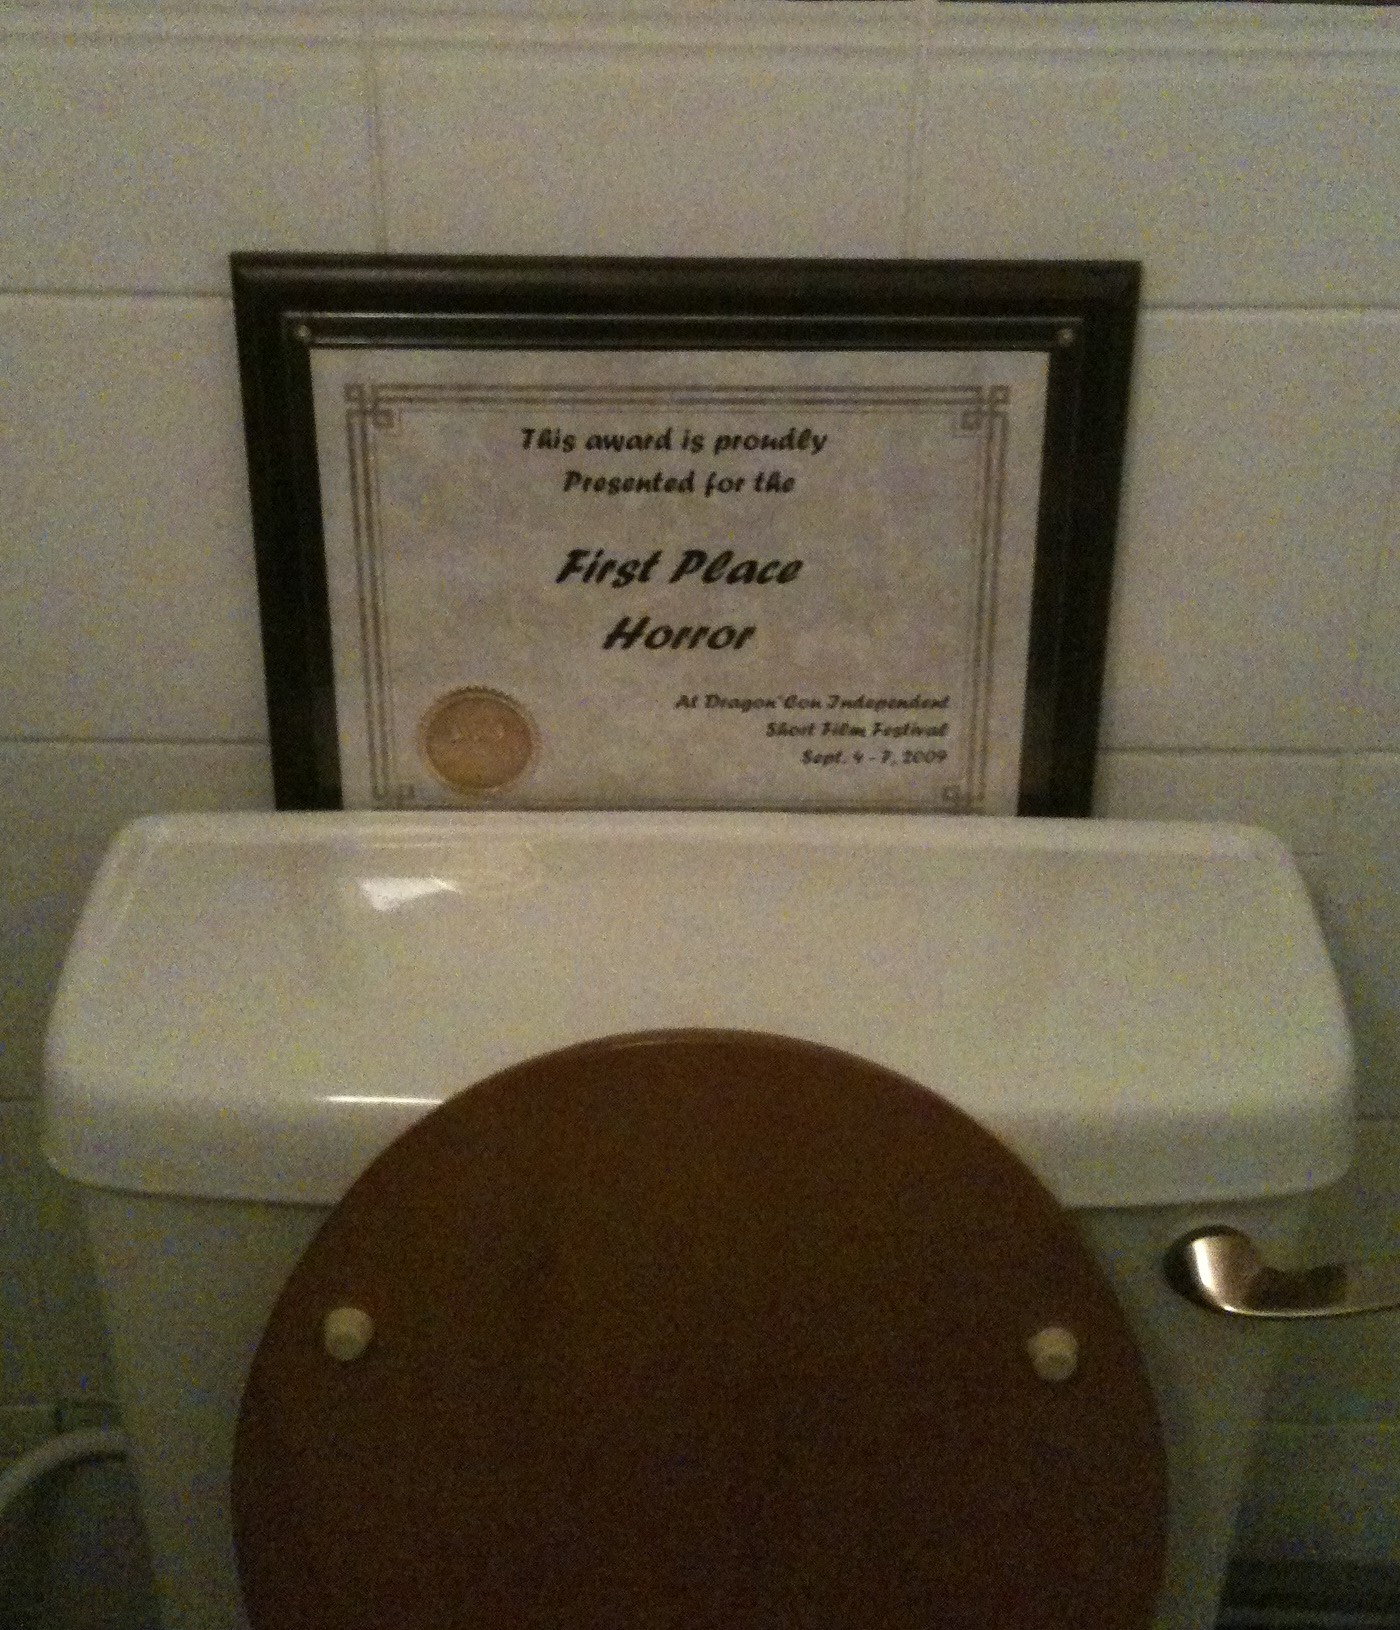 This award is proudly
Presented for the
First Place
Horror
At Dragon*Con Independent
Short Film Festival
Sept. 4 - 7, 2009